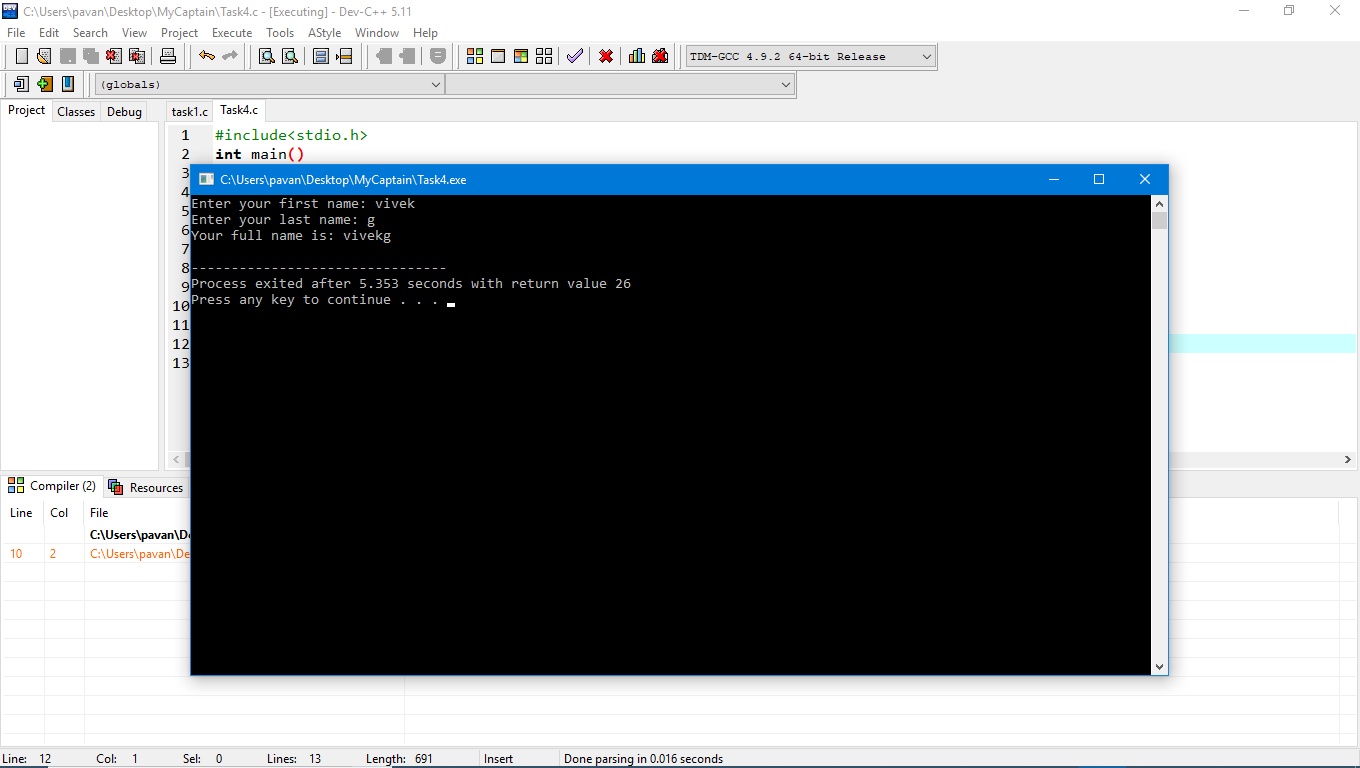 C:\Users\pavan\Desktop\MyCaptain\Task4.c - [Executing] - Dev-C++ 5.11
File Edit Search View Project Execute Tools AStyle Window Help
TDM-GCC 4.9.2 64-bit Release
(globals)
Project Classes Debug task1.c Task4.c
1 #include<stdio.h>
2 int main()
3
4
5
6
7
8
9
10
11
12
13
C:\Users\pavan\Desktop\MyCaptain\Task4.exe
Enter your first name: vivek
Enter your last name: g
Your full name is: vivekg
--------------------------------
Process exited after 5.353 seconds with return value 26
Press any key to continue . . .
Compiler (2) Resources
Line Col File
C:\Users\pavan\De
10 2 C:\Users\pavan\De
Line: 12 Col: 1 Sel: 0 Lines: 13 Length: 691 Insert Done parsing in 0.016 seconds